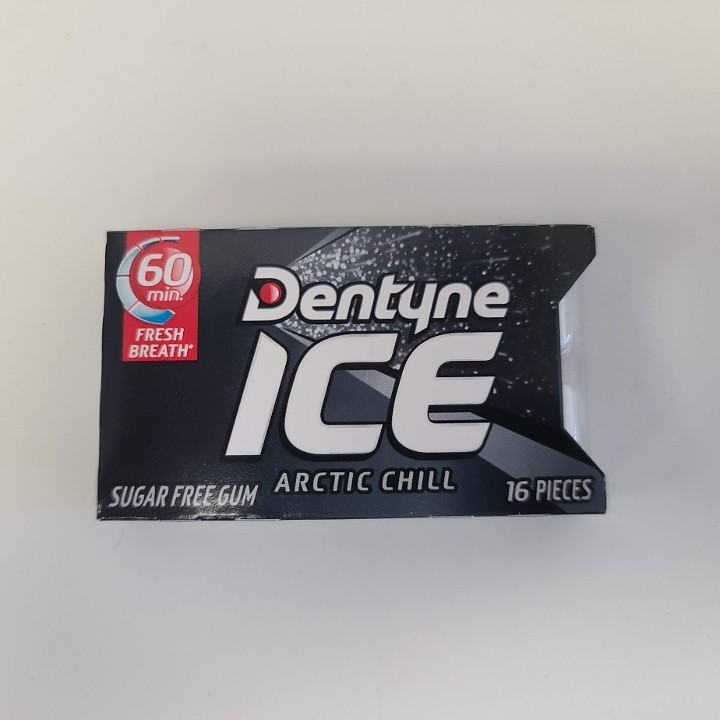 60
min.
FRESH
BREATH*
Dentyne
ICE
ARCTIC CHILL
SUGAR FREE GUM
16 PIECES